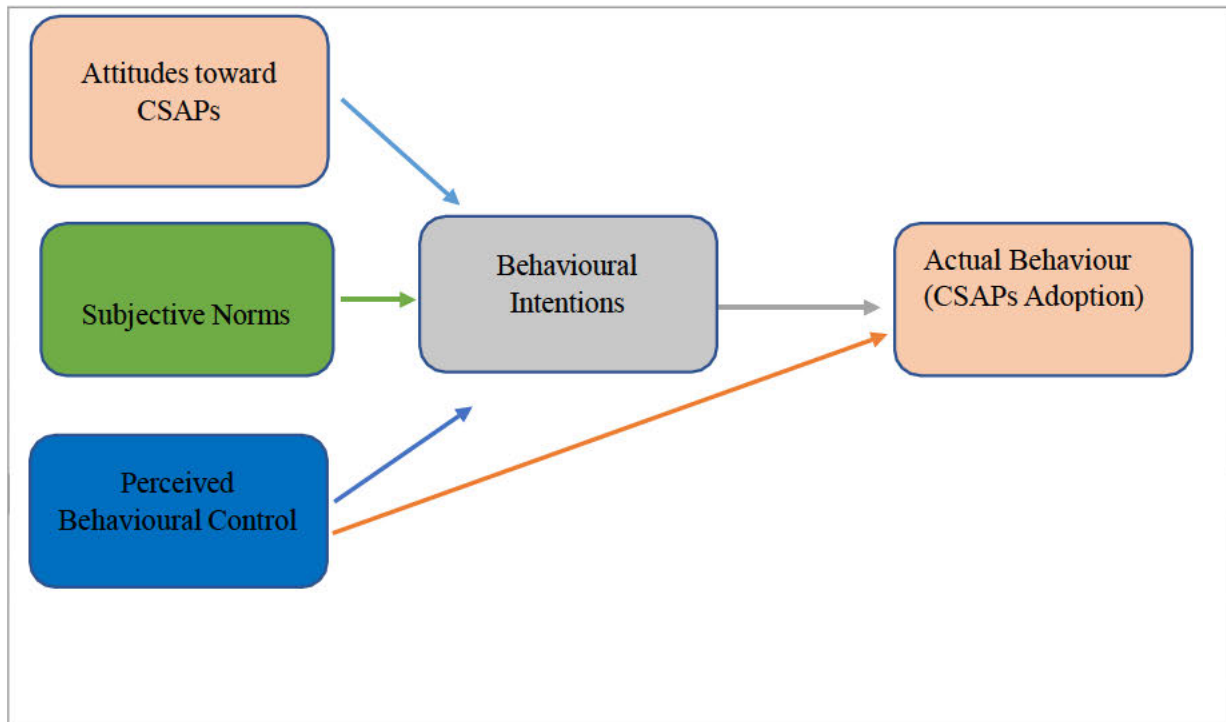 Attitudes toward
CSAPs
Subjective Norms
Perceived
Behavioural Control
Behavioural
Intentions
Actual Behaviour
(CSAPs Adoption)